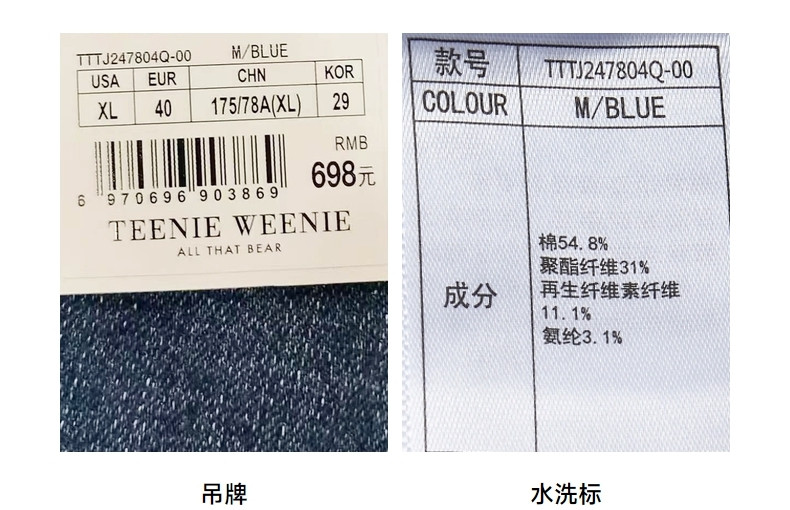 TTTJ247804Q-00 M/BLUE
USA EUR CHN KOR
XL 40 175/78A(XL) 29
RMB
698元
6 970696 903869
TEENIE WEENIE
ALL THAT BEAR
款号 TTTJ247804Q-00
COLOUR M/BLUE
成分
棉54.8%
聚酯纤维31%
再生纤维素纤维
11.1%
氨纶3.1%
吊牌 水洗标